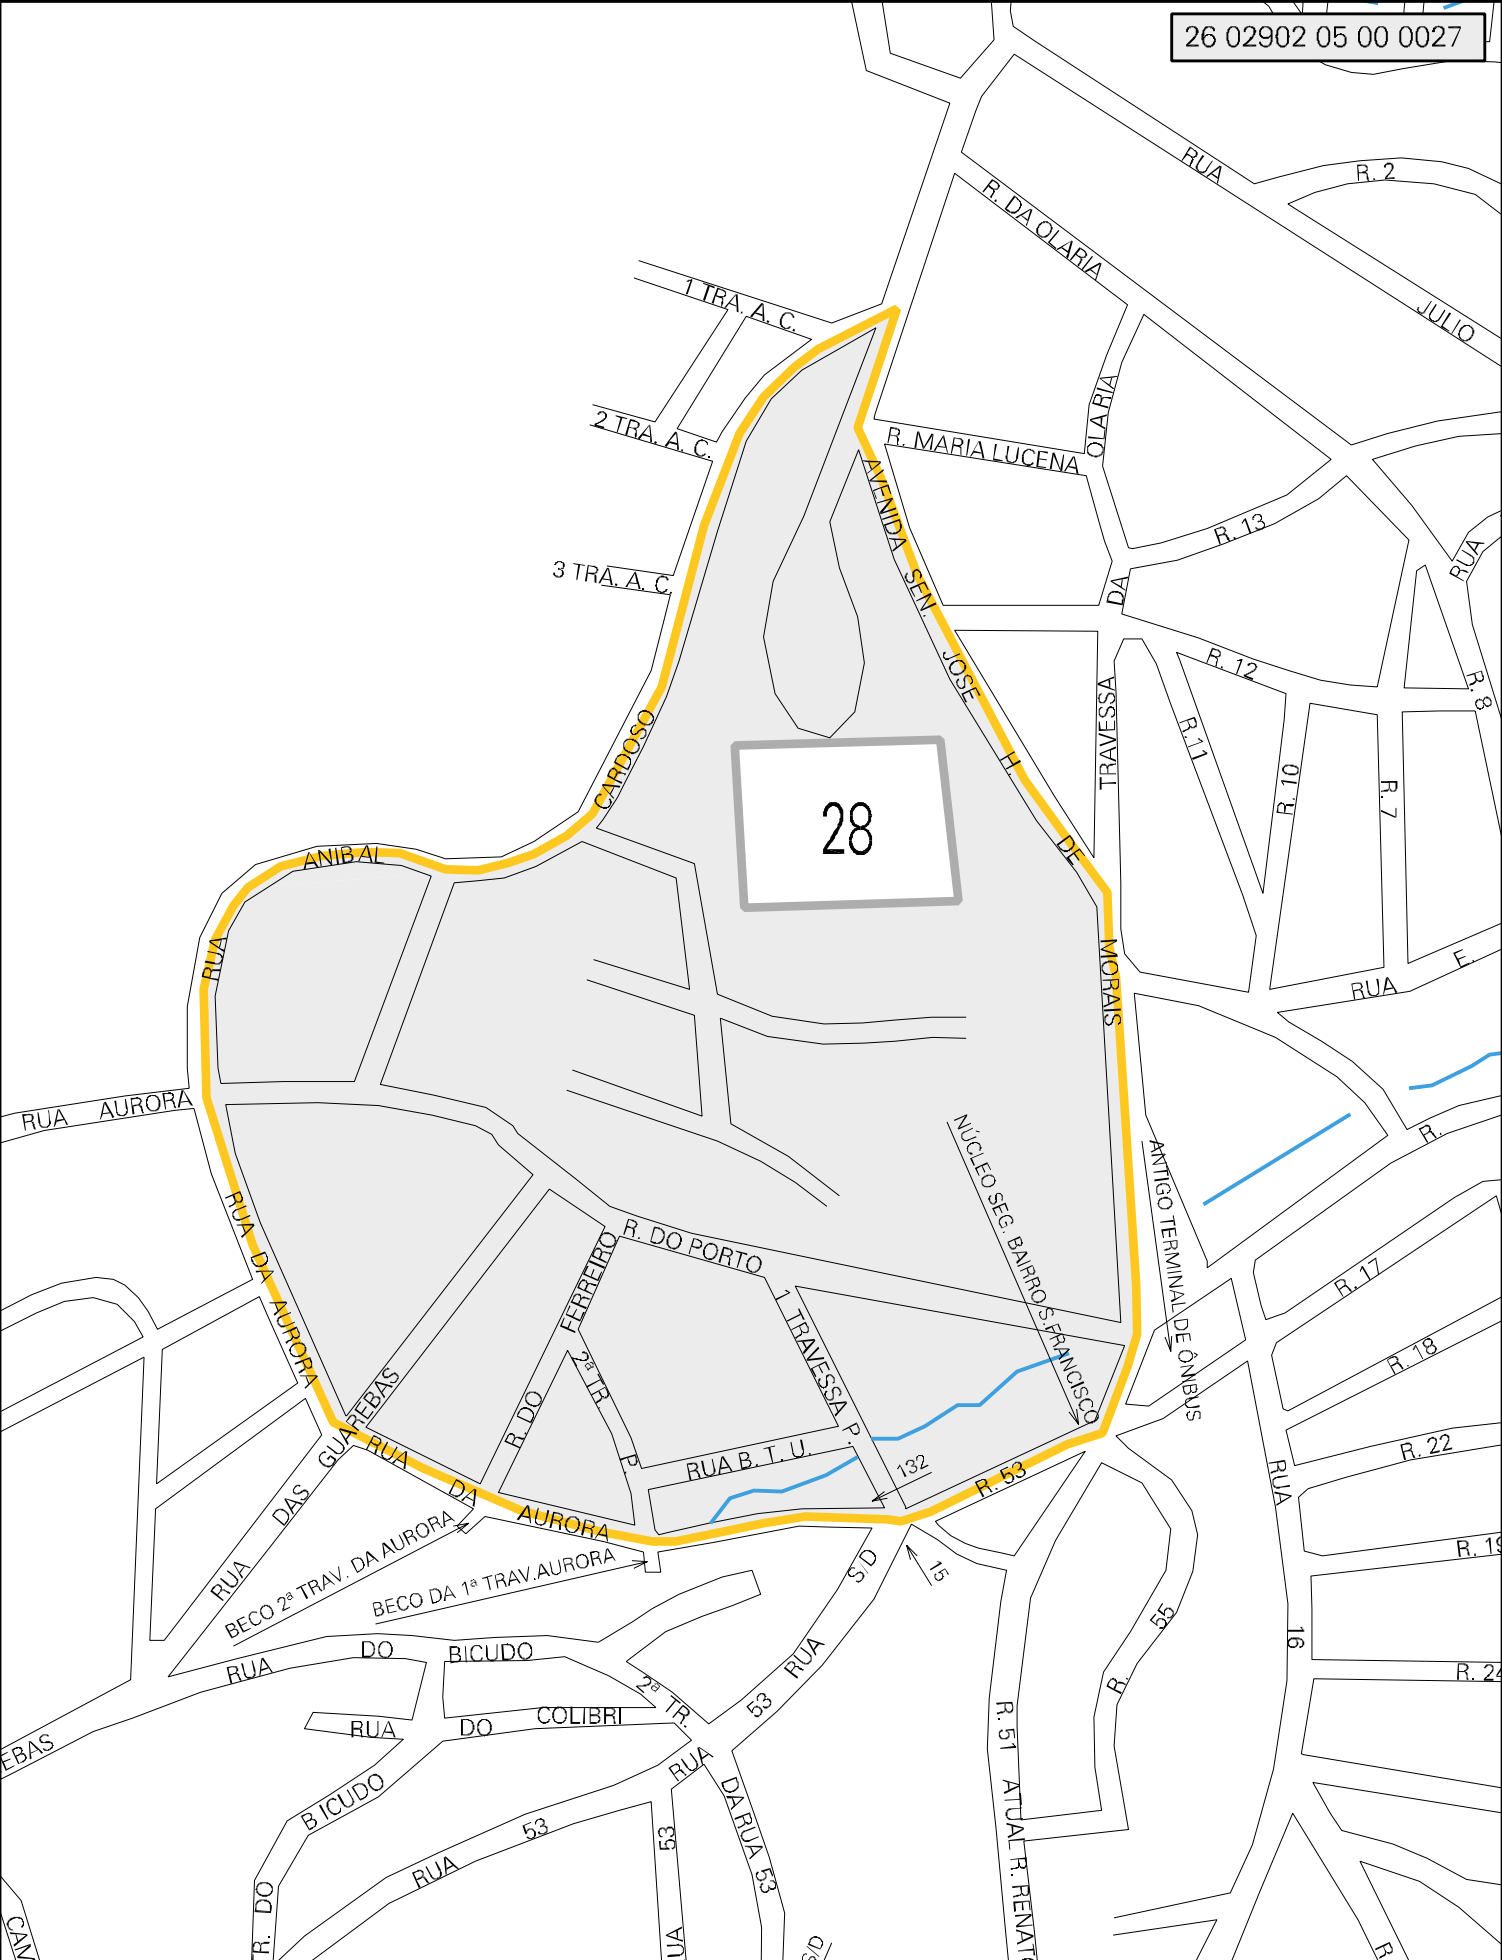 26 02902 05 00 0027
RUA
R. 2
JULIO
R. DA OLARIA
1 TRA. A. C.
2 TRA. A. C.
3 TRA. A. C.
R. MARIA LUCENA
OLARIA
DA
TRAVESSA
R. 13
RUA
R. 12
R. 8
R.11
R. 10
R. 7
AVENIDA SEN. JOSE H. DE MORAIS
RUA ANIBAL CARDOSO
28
RUA E.
R.
RUA AURORA
RUA DA AURORA
NÚCLEO SEG. BAIRRO S.FRANCISCO
ANTIGO TERMINAL DE ÔNIBUS
R. DO PORTO
R. DO FERREIRO
2ª TR. P.
1 TRAVESSA P.
RUA B. T. U.
132
R. 53
R. 17
R. 18
R. 22
R. 19
R. 24
RUA 16
RUA DAS GUAREBAS
RUA DA AURORA
BECO 2ª TRAV. DA AURORA
BECO DA 1ª TRAV.AURORA
S/D
15
RUA DO BICUDO
RUA DO COLIBRI
2ª TR.
RUA 53
R. 55
R. 51 ATUAL R. RENAT
EBAS
BICUDO
TR. DO
RUA 53
RUA
DA RUA 53
53
UA
S/D
CAM
R